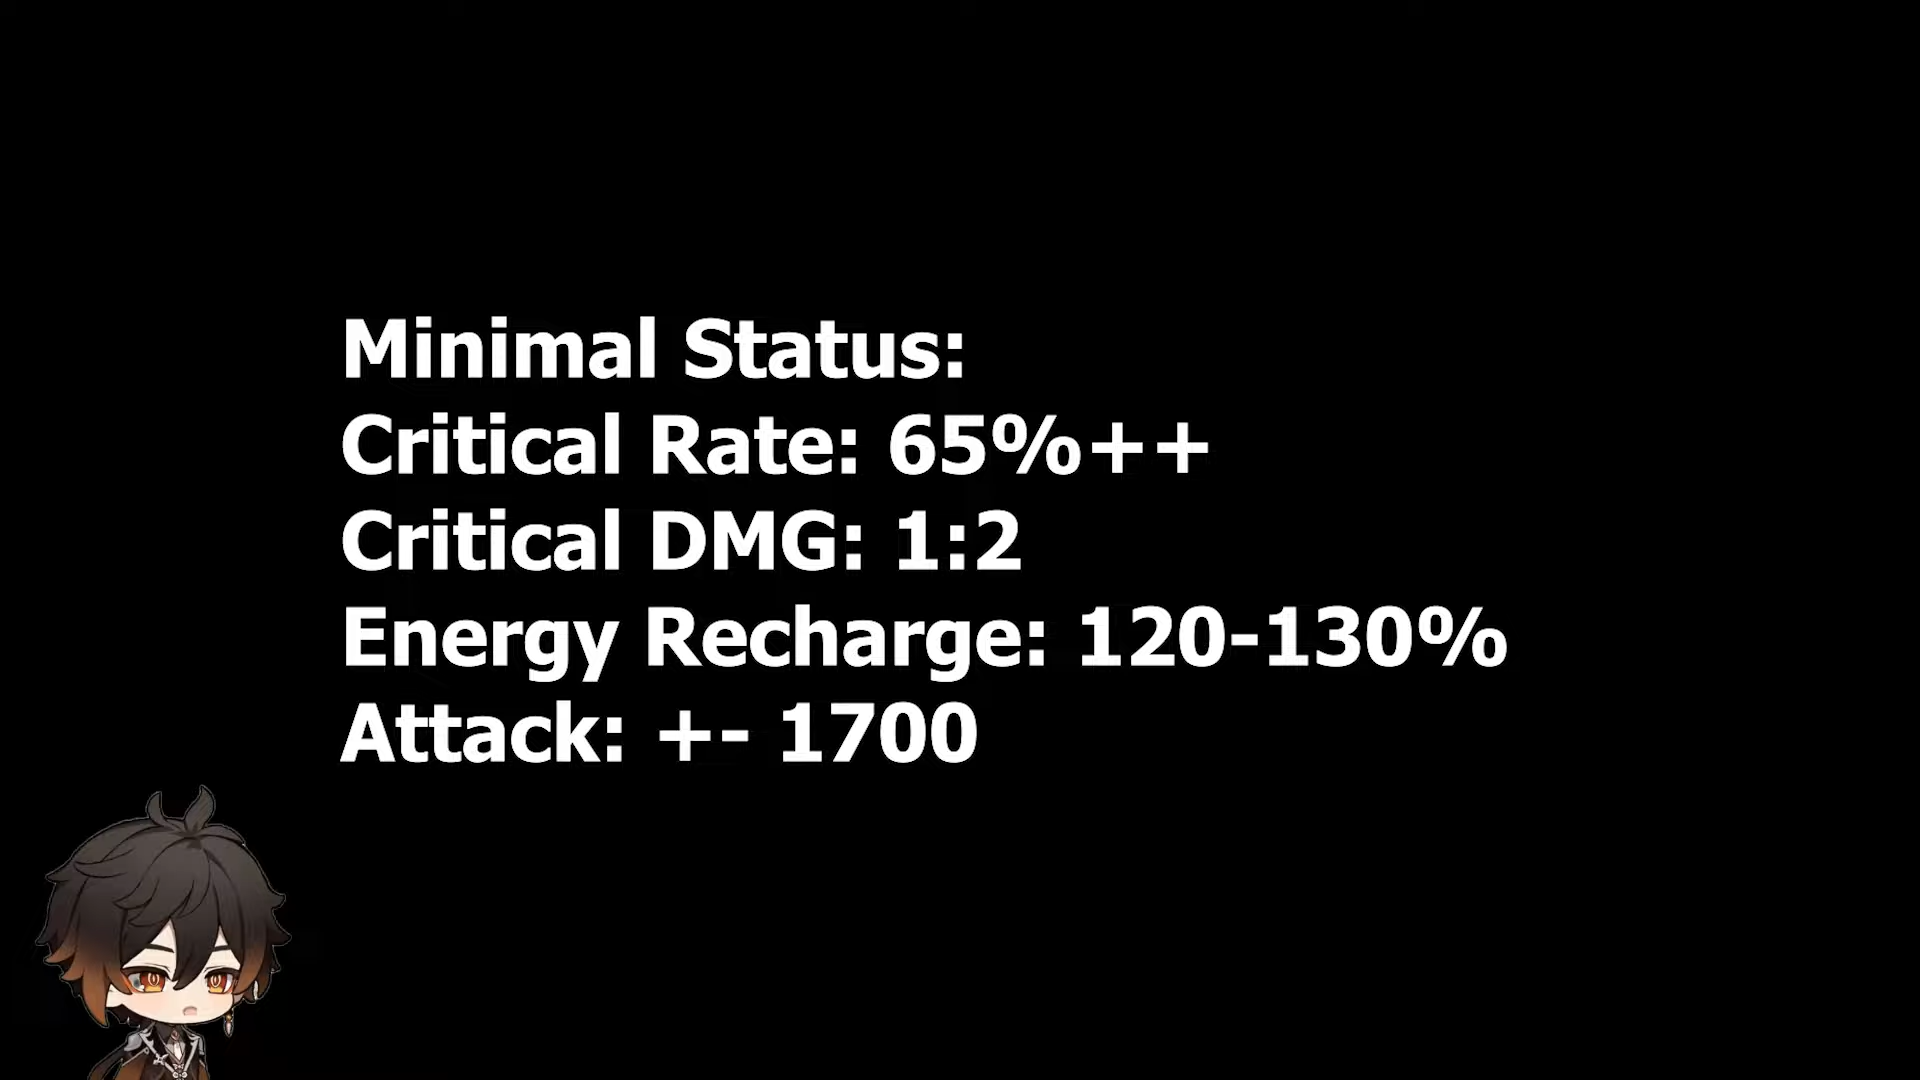 Minimal Status:
Critical Rate: 65%++
Critical DMG: 1:2
Energy Recharge: 120-130%
Attack: +- 1700